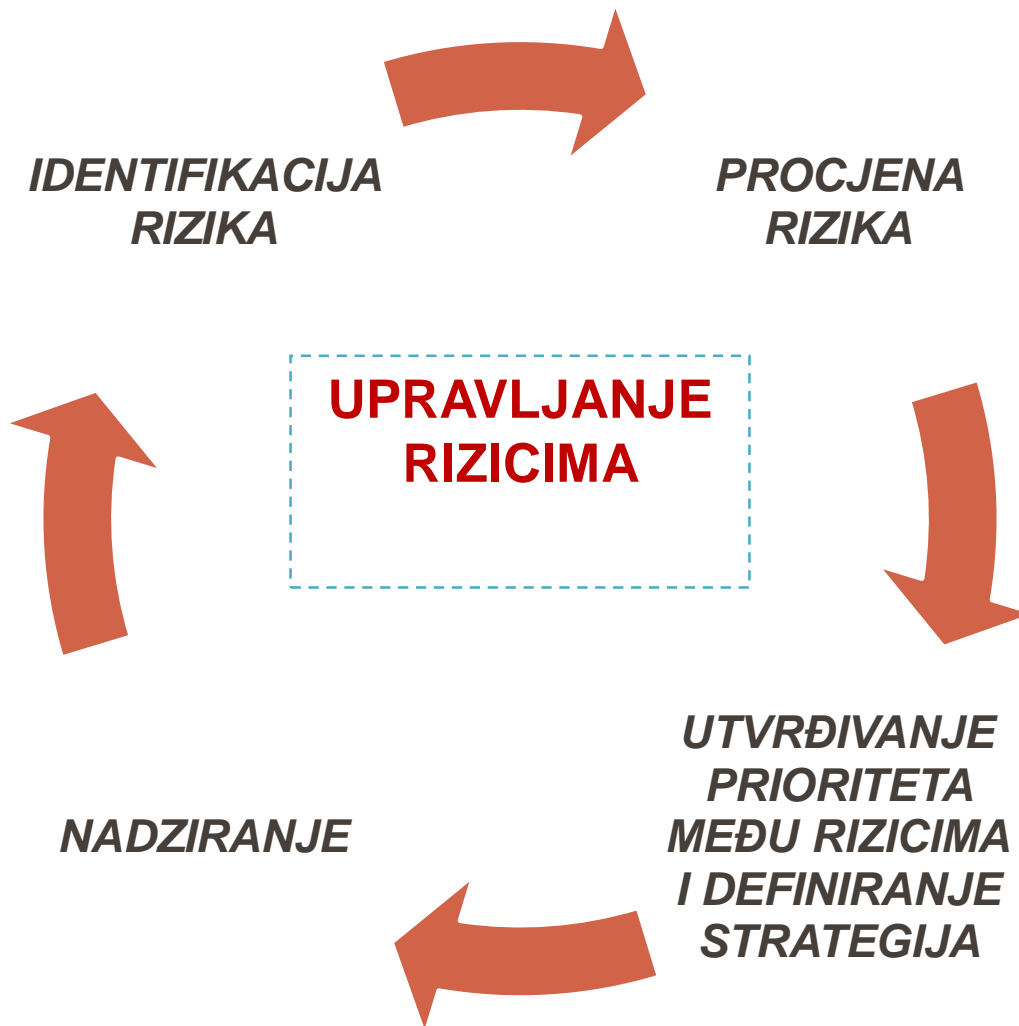 IDENTIFIKACIJA
RIZIKA
PROCJENA
RIZIKA
UPRAVLJANJE
RIZICIMA
UTVRĐIVANJE
PRIORITETA
MEĐU RIZICIMA
I DEFINIRANJE
STRATEGIJA
NADZIRANJE